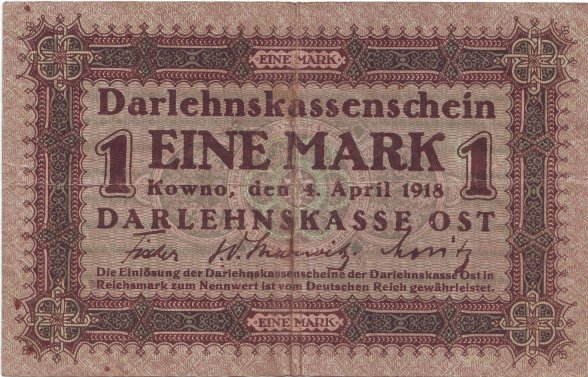 EINE MARK
Darlehnskassenschein
1 EINE MARK 1
Kowno, den 4. April 1918
DARLEHNSKASSE OST
Die Einlösung der Darlehnskassenscheine der Darlehnskasse Ost in
Reichsmark zum Nennwert ist vom Deutschen Reich gewährleistet.
EINE MARK